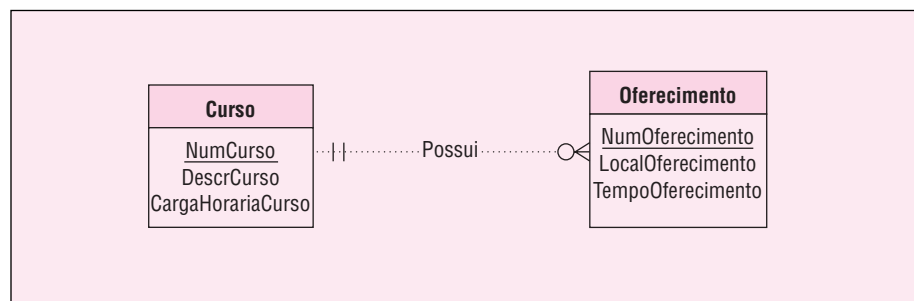 Curso
NumCurso
DescrCurso
CargaHorariaCurso
Possui
Oferecimento
NumOferecimento
LocalOferecimento
TempoOferecimento